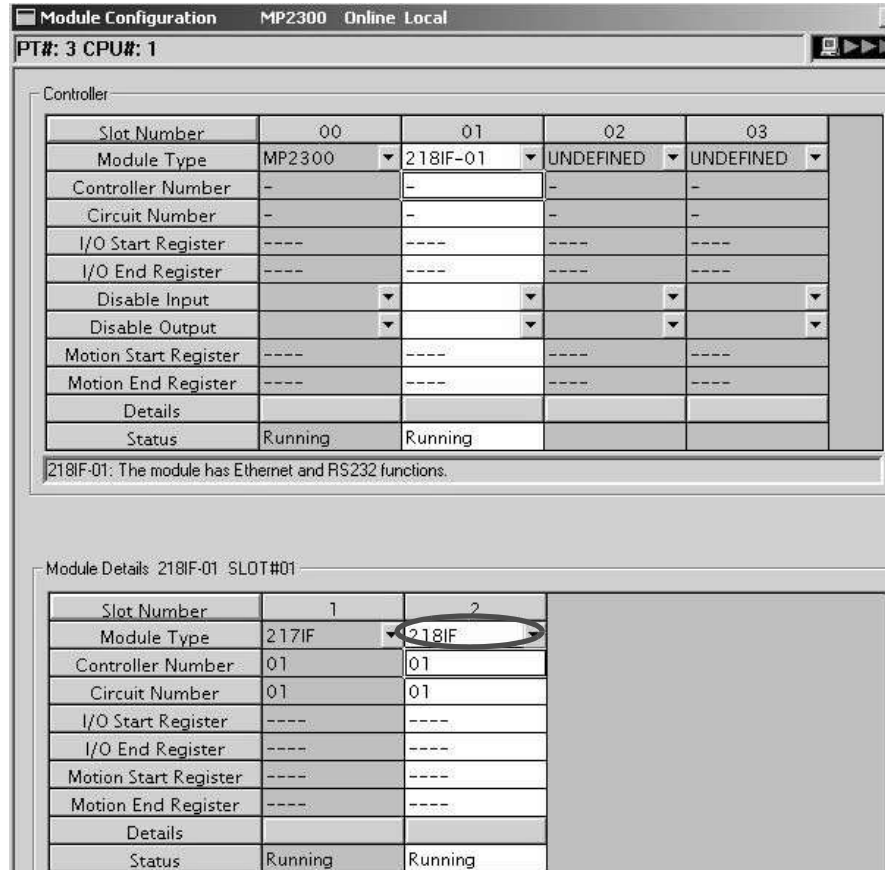 Module Configuration MP2300 Online Local
PT#: 3 CPU#: 1
Controller
Slot Number 00 01 02 03
Module Type MP2300 218IF-01 UNDEFINED UNDEFINED
Controller Number - - - -
Circuit Number - - - -
I/O Start Register ---- ---- ---- ----
I/O End Register ---- ---- ---- ----
Disable Input
Disable Output
Motion Start Register ---- ---- ---- ----
Motion End Register ---- ---- ---- ----
Details
Status Running Running
218IF-01: The module has Ethernet and RS232 functions.
Module Details 218IF-01 SLOT#01
Slot Number 1 2
Module Type 217IF 218IF
Controller Number 01 01
Circuit Number 01 01
I/O Start Register ---- ----
I/O End Register ---- ----
Motion Start Register ---- ----
Motion End Register ---- ----
Details
Status Running Running